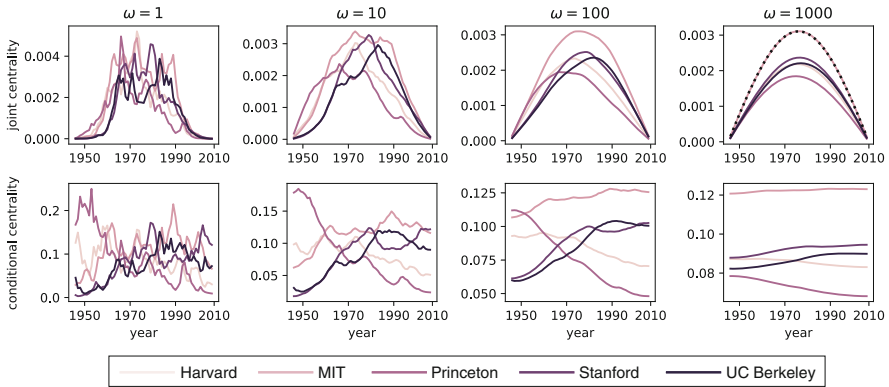 ω = 1 ω = 10 ω = 100 ω = 1000
joint centrality
0.004
0.002
0.000
1950 1970 1990 2010
0.003
0.002
0.001
0.000
1950 1970 1990 2010
0.003
0.002
0.001
0.000
1950 1970 1990 2010
0.003
0.002
0.001
0.000
1950 1970 1990 2010
conditional centrality
0.2
0.1
0.0
1950 1970 1990 2010
year
0.15
0.10
0.05
1950 1970 1990 2010
year
0.125
0.100
0.075
0.050
1950 1970 1990 2010
year
0.12
0.10
0.08
1950 1970 1990 2010
year
Harvard MIT Princeton Stanford UC Berkeley